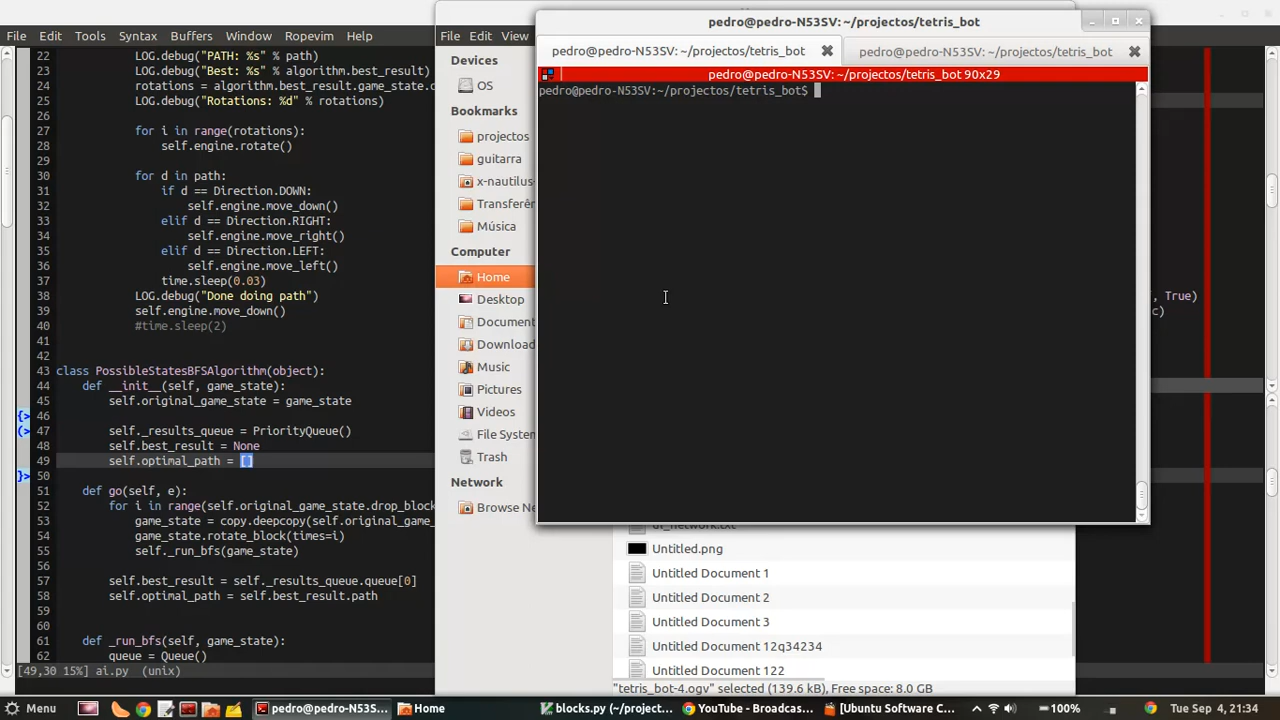 File Edit Tools Syntax Buffers Window Ropevim Help
22 LOG.debug("PATH: %s" % path)
23 LOG.debug("Best: %s" % algorithm.best_result)
24 rotations = algorithm.best_result.game_state.c
25 LOG.debug("Rotations: %d" % rotations)
26
27 for i in range(rotations):
28 self.engine.rotate()
29
30 for d in path:
31 if d == Direction.DOWN:
32 self.engine.move_down()
33 elif d == Direction.RIGHT:
34 self.engine.move_right()
35 elif d == Direction.LEFT:
36 self.engine.move_left()
37 time.sleep(0.03)
38 LOG.debug("Done doing path")
39 self.engine.move_down()
40 #time.sleep(2)
41
42
43 class PossibleStatesBFSAlgorithm(object):
44 def __init__(self, game_state):
45 self.original_game_state = game_state
46
47 self._results_queue = PriorityQueue()
48 self.best_result = None
49 self.optimal_path = []
50
51 def go(self, e):
52 for i in range(self.original_game_state.drop_block
53 game_state = copy.deepcopy(self.original_game_
54 game_state.rotate_block(times=i)
55 self._run_bfs(game_state)
56
57 self.best_result = self._results_queue.queue[0]
58 self.optimal_path = self.best_result.path
59
60
61 def _run_bfs(self, game_state):
62 queue = Queue()
[49,30 15%] ai.py (unix)
File Edit View
Devices
OS
Bookmarks
projectos
guitarra
x-nautilus-
Transferên
Música
Computer
Home
Desktop
Document
Download
Music
Pictures
Videos
File System
Trash
Network
Browse Ne
pedro@pedro-N53SV: ~/projectos/tetris_bot
pedro@pedro-N53SV: ~/projectos/tetris_bot
pedro@pedro-N53SV: ~/projectos/tetris_bot
pedro@pedro-N53SV: ~/projectos/tetris_bot 90x29
pedro@pedro-N53SV:~/projectos/tetris_bot$
, True)
c)
Untitled.png
Untitled Document 1
Untitled Document 2
Untitled Document 3
Untitled Document 12q34234
Untitled Document 122
"tetris_bot-4.ogv" selected (139.6 kB), Free space: 8.0 GB
Menu
pedro@pedro-N53S...
Home
blocks.py (~/project...
YouTube - Broadcas...
[Ubuntu Software C...
100%
Tue Sep 4, 21:34